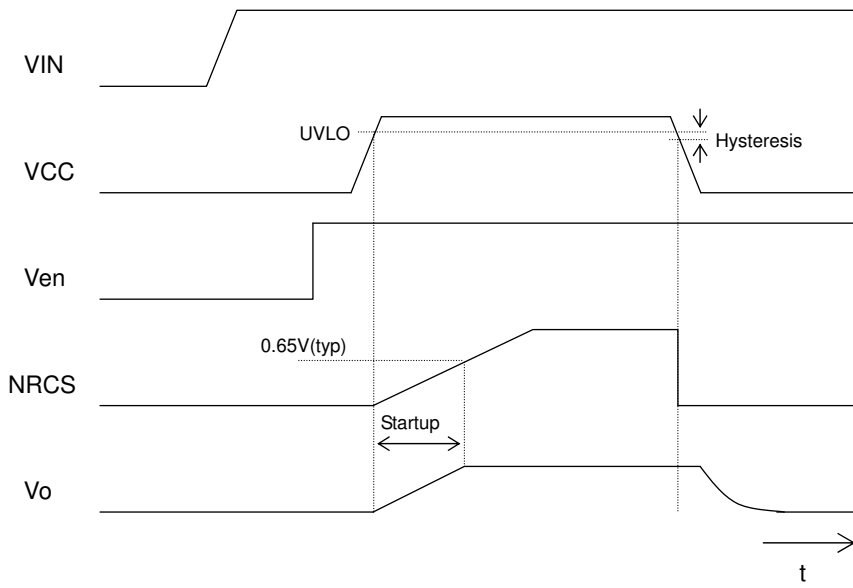 VIN
UVLO
Hysteresis
VCC
Ven
0.65V(typ)
NRCS
Startup
Vo
t